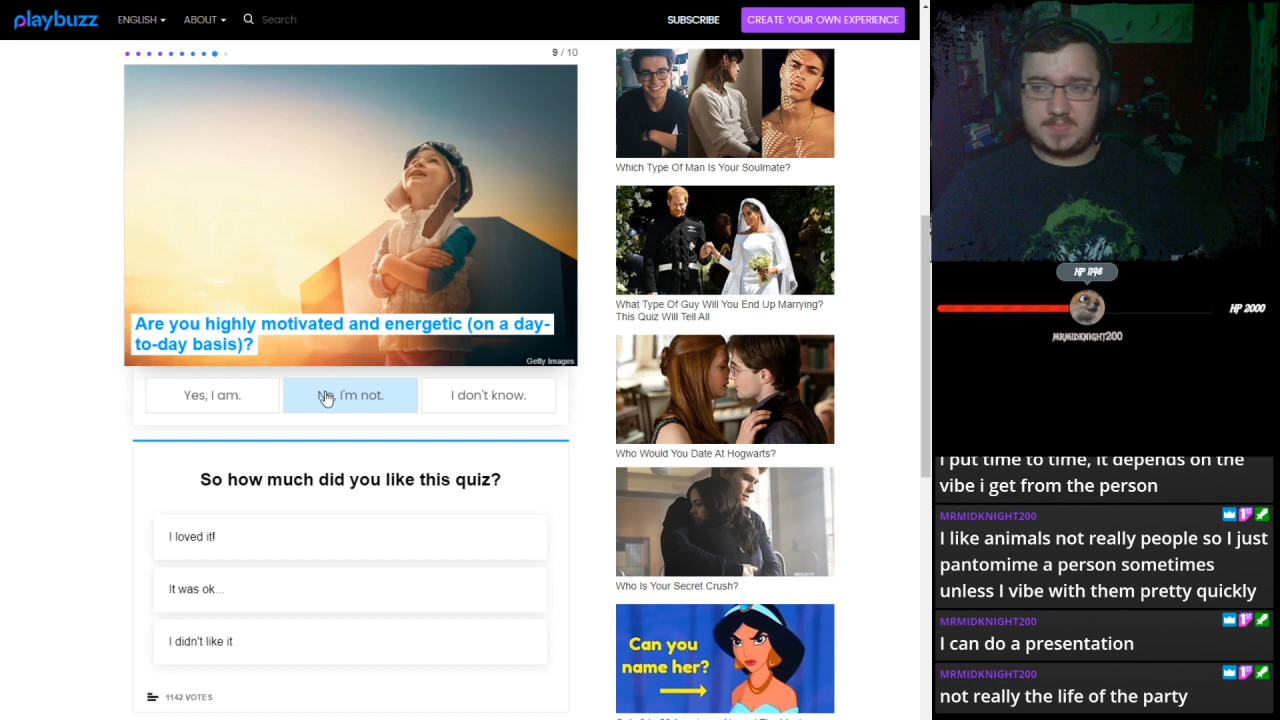 playbuzz
ENGLISH
ABOUT
Search
SUBSCRIBE
CREATE YOUR OWN EXPERIENCE
9 / 10
Are you highly motivated and energetic (on a day-
to-day basis)?
Getty Images
Yes, I am.
No, I'm not.
I don't know.
So how much did you like this quiz?
I loved it!
It was ok...
I didn't like it
1142 VOTES
Which Type Of Man Is Your Soulmate?
What Type Of Guy Will You End Up Marrying?
This Quiz Will Tell All
Who Would You Date At Hogwarts?
Who Is Your Secret Crush?
Can you
name her?
HP 1146
HP 2000
MRMIDKNIGHT200
I put time to time, it depends on the
vibe i get from the person
MRMIDKNIGHT200
I like animals not really people so I just
pantomime a person sometimes
unless I vibe with them pretty quickly
MRMIDKNIGHT200
I can do a presentation
MRMIDKNIGHT200
not really the life of the party